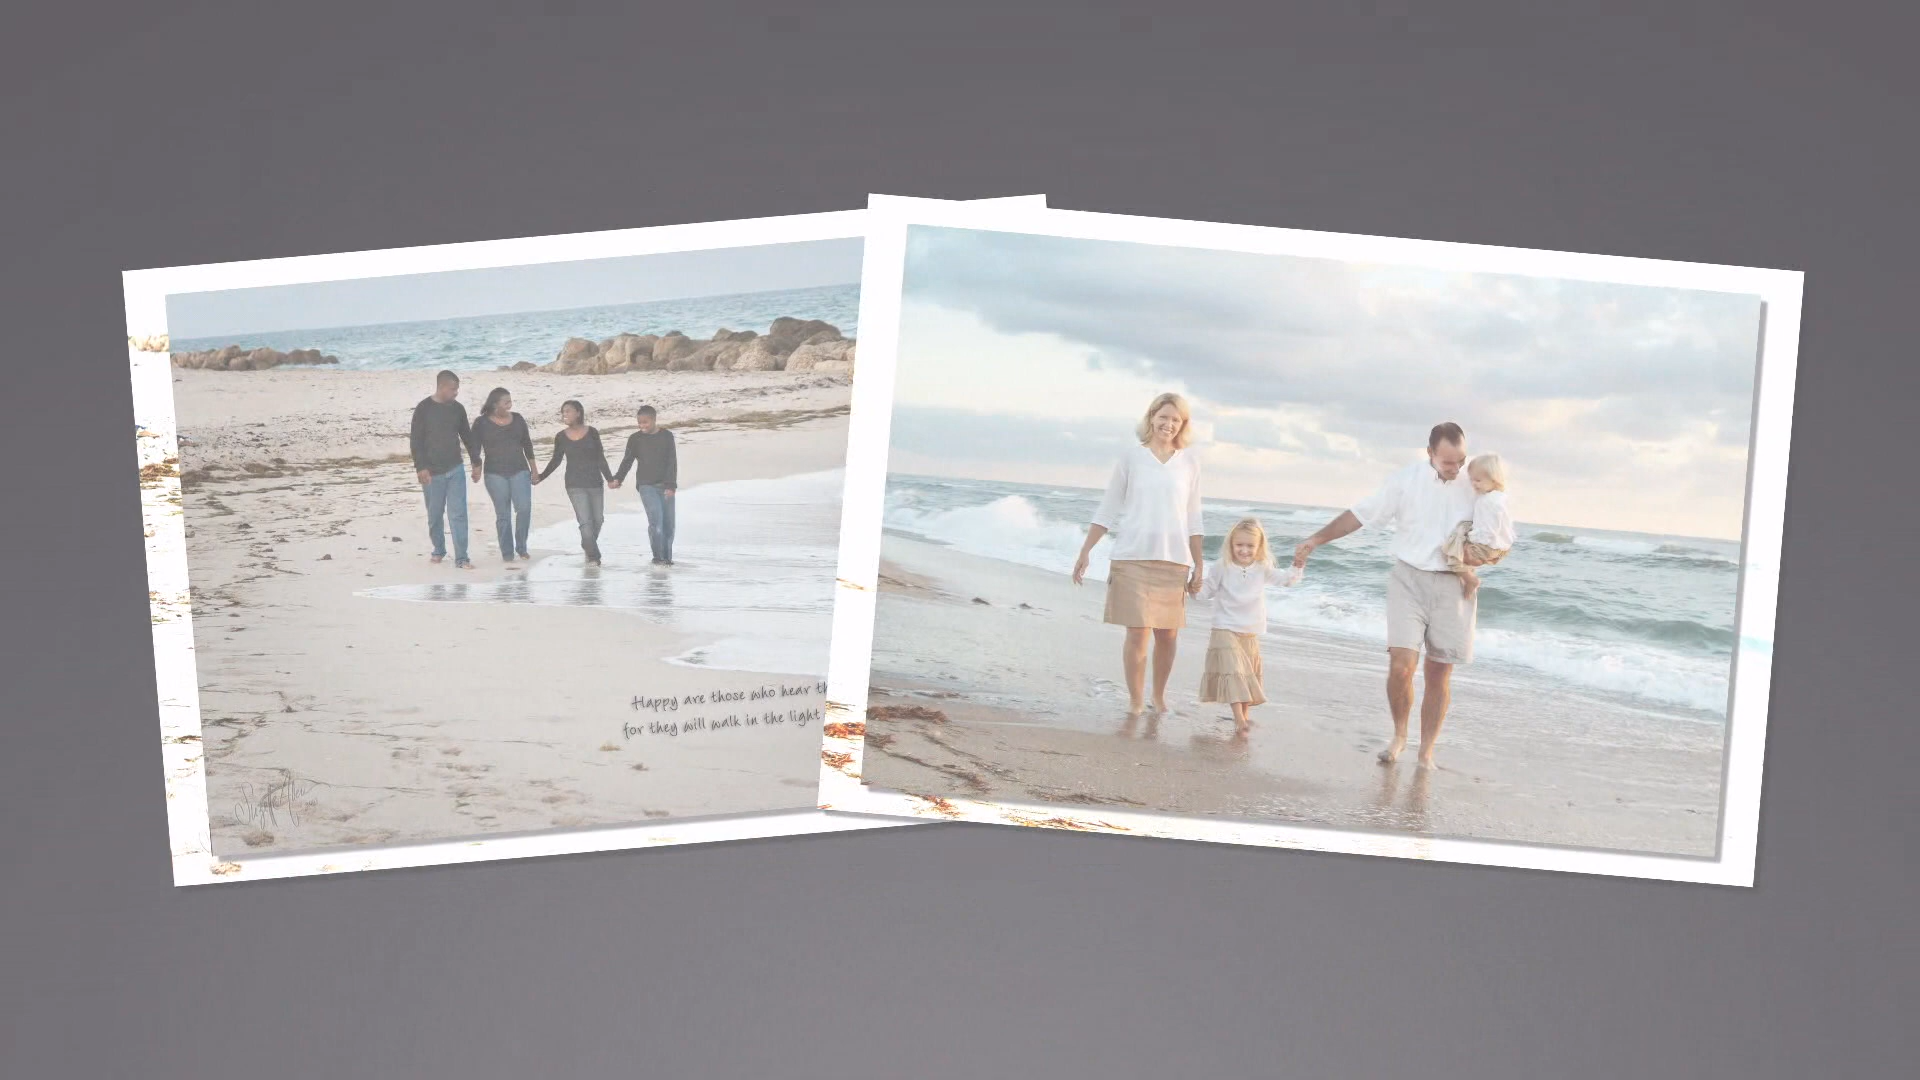 Happy are those who hear th
for they will walk in the light